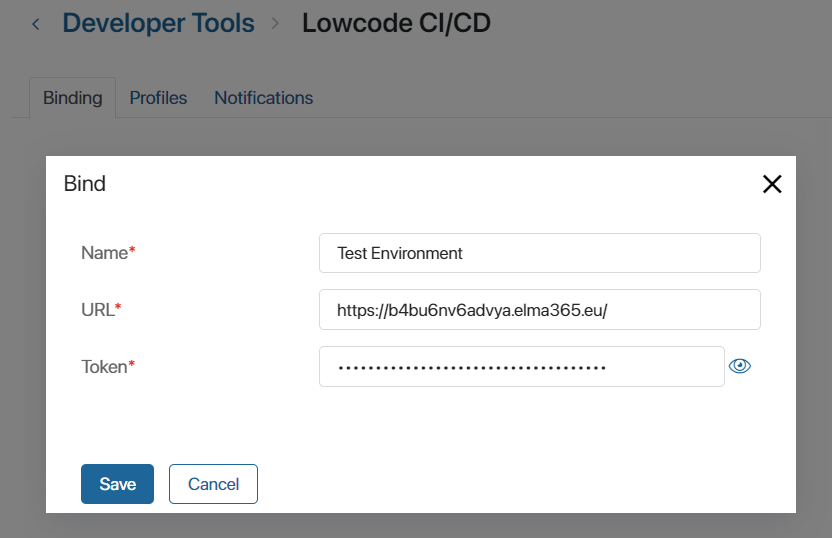 Developer Tools > Lowcode CI/CD
Binding Profiles Notifications
Bind
Name* Test Environment
URL* https://b4bu6nv6advya.elma365.eu/
Token* ••••••••••••••••••••••••••••••••••••
Save Cancel